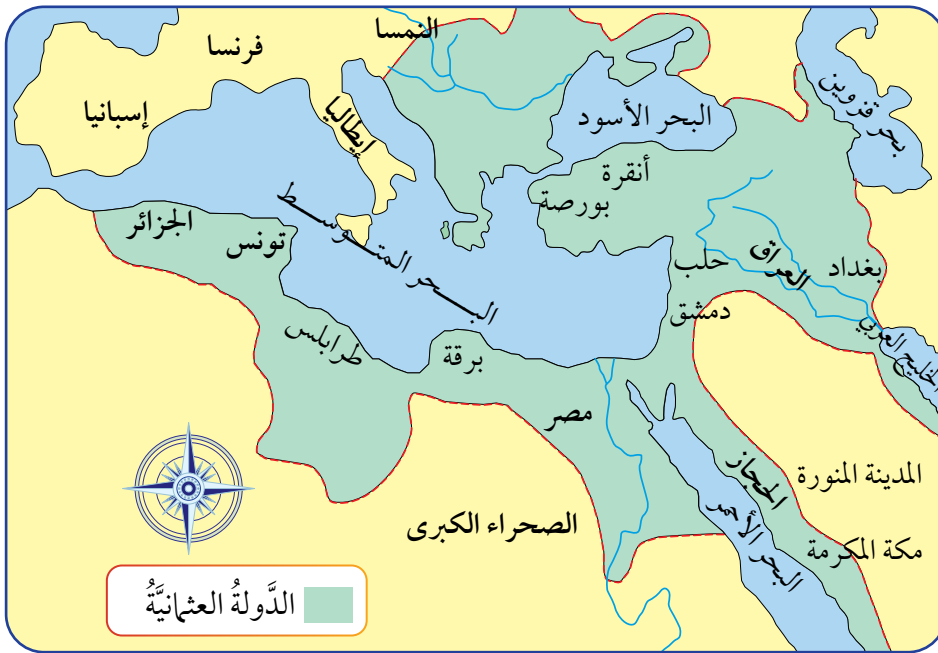 النمسا
فرنسا
إسبانيا
إيطاليا
البحر الأسود
بحر قزوين
أنقرة
بورصة
الجزائر
تونس
البحر المتوسط
حلب
العراق
بغداد
دمشق
الخليج العربي
طرابلس
برقة
مصر
الحجاز
المدينة المنورة
البحر الأحمر
مكة المكرمة
الصحراء الكبرى
الدَّولةُ العثمانيَّةُ